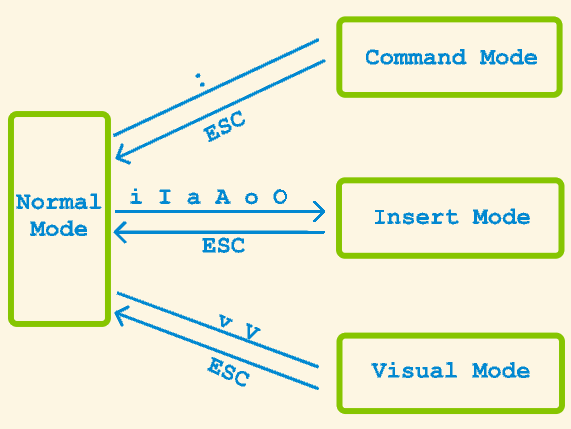 Command Mode
:
ESC
Normal
Mode
i I a A o O
Insert Mode
ESC
v V
ESC
Visual Mode